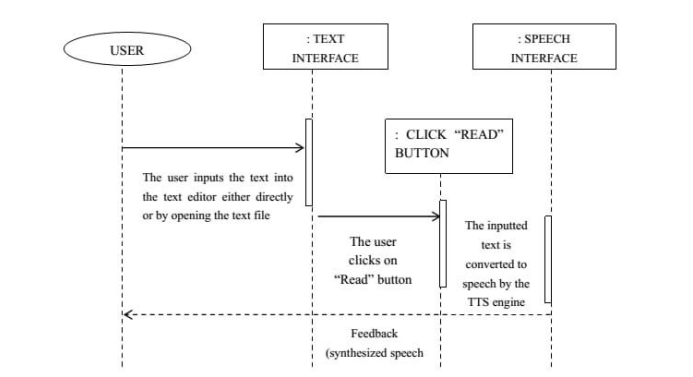 USER
: TEXT
INTERFACE
: SPEECH
INTERFACE
: CLICK “READ”
BUTTON
The user inputs the text into
the text editor either directly
or by opening the text file
The user
clicks on
“Read” button
The inputted
text is
converted to
speech by the
TTS engine
Feedback
(synthesized speech